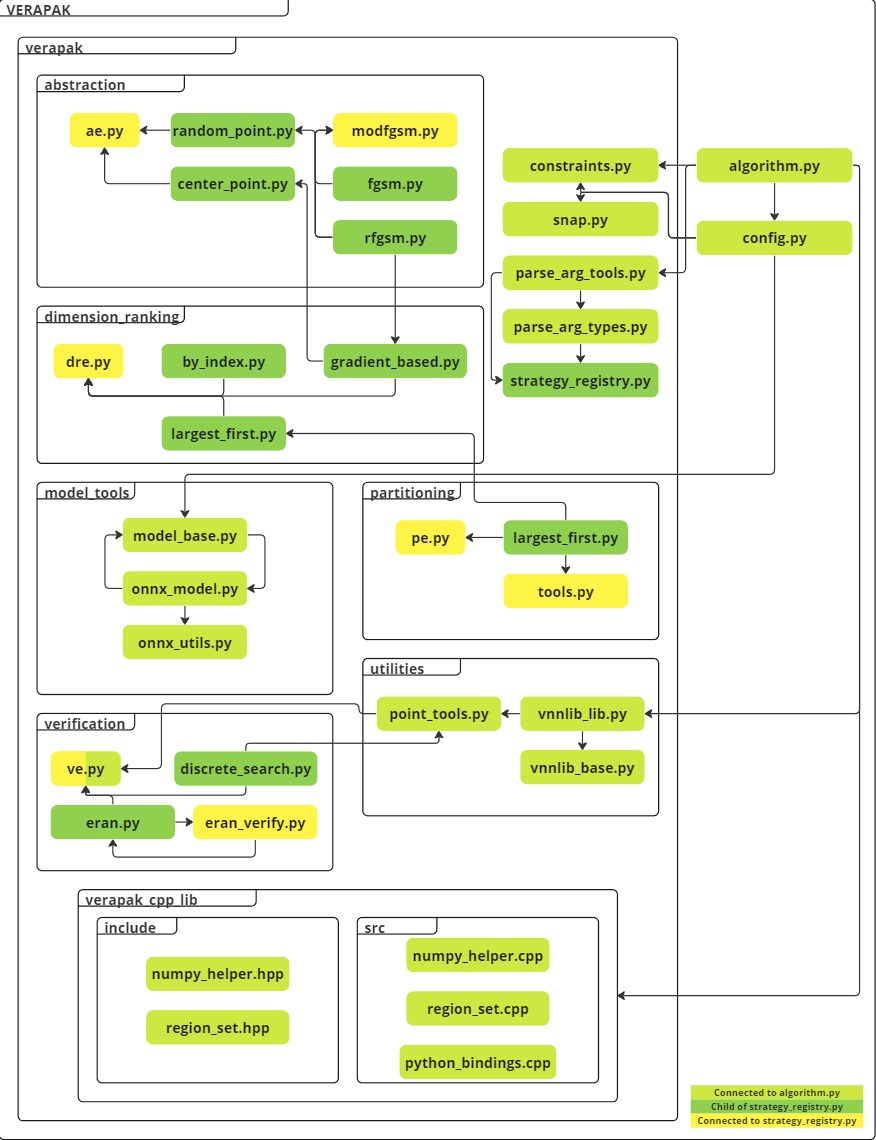 VERAPAK
verapak
abstraction
ae.py
random_point.py
modfgsm.py
center_point.py
fgsm.py
rfgsm.py
constraints.py
algorithm.py
snap.py
config.py
parse_arg_tools.py
parse_arg_types.py
strategy_registry.py
dimension_ranking
dre.py
by_index.py
gradient_based.py
largest_first.py
model_tools
model_base.py
onnx_model.py
onnx_utils.py
partitioning
pe.py
largest_first.py
tools.py
utilities
point_tools.py
vnnlib_lib.py
vnnlib_base.py
verification
ve.py
discrete_search.py
eran.py
eran_verify.py
verapak_cpp_lib
include
numpy_helper.hpp
region_set.hpp
src
numpy_helper.cpp
region_set.cpp
python_bindings.cpp
Connected to algorithm.py
Child of strategy_registry.py
Connected to strategy_registry.py